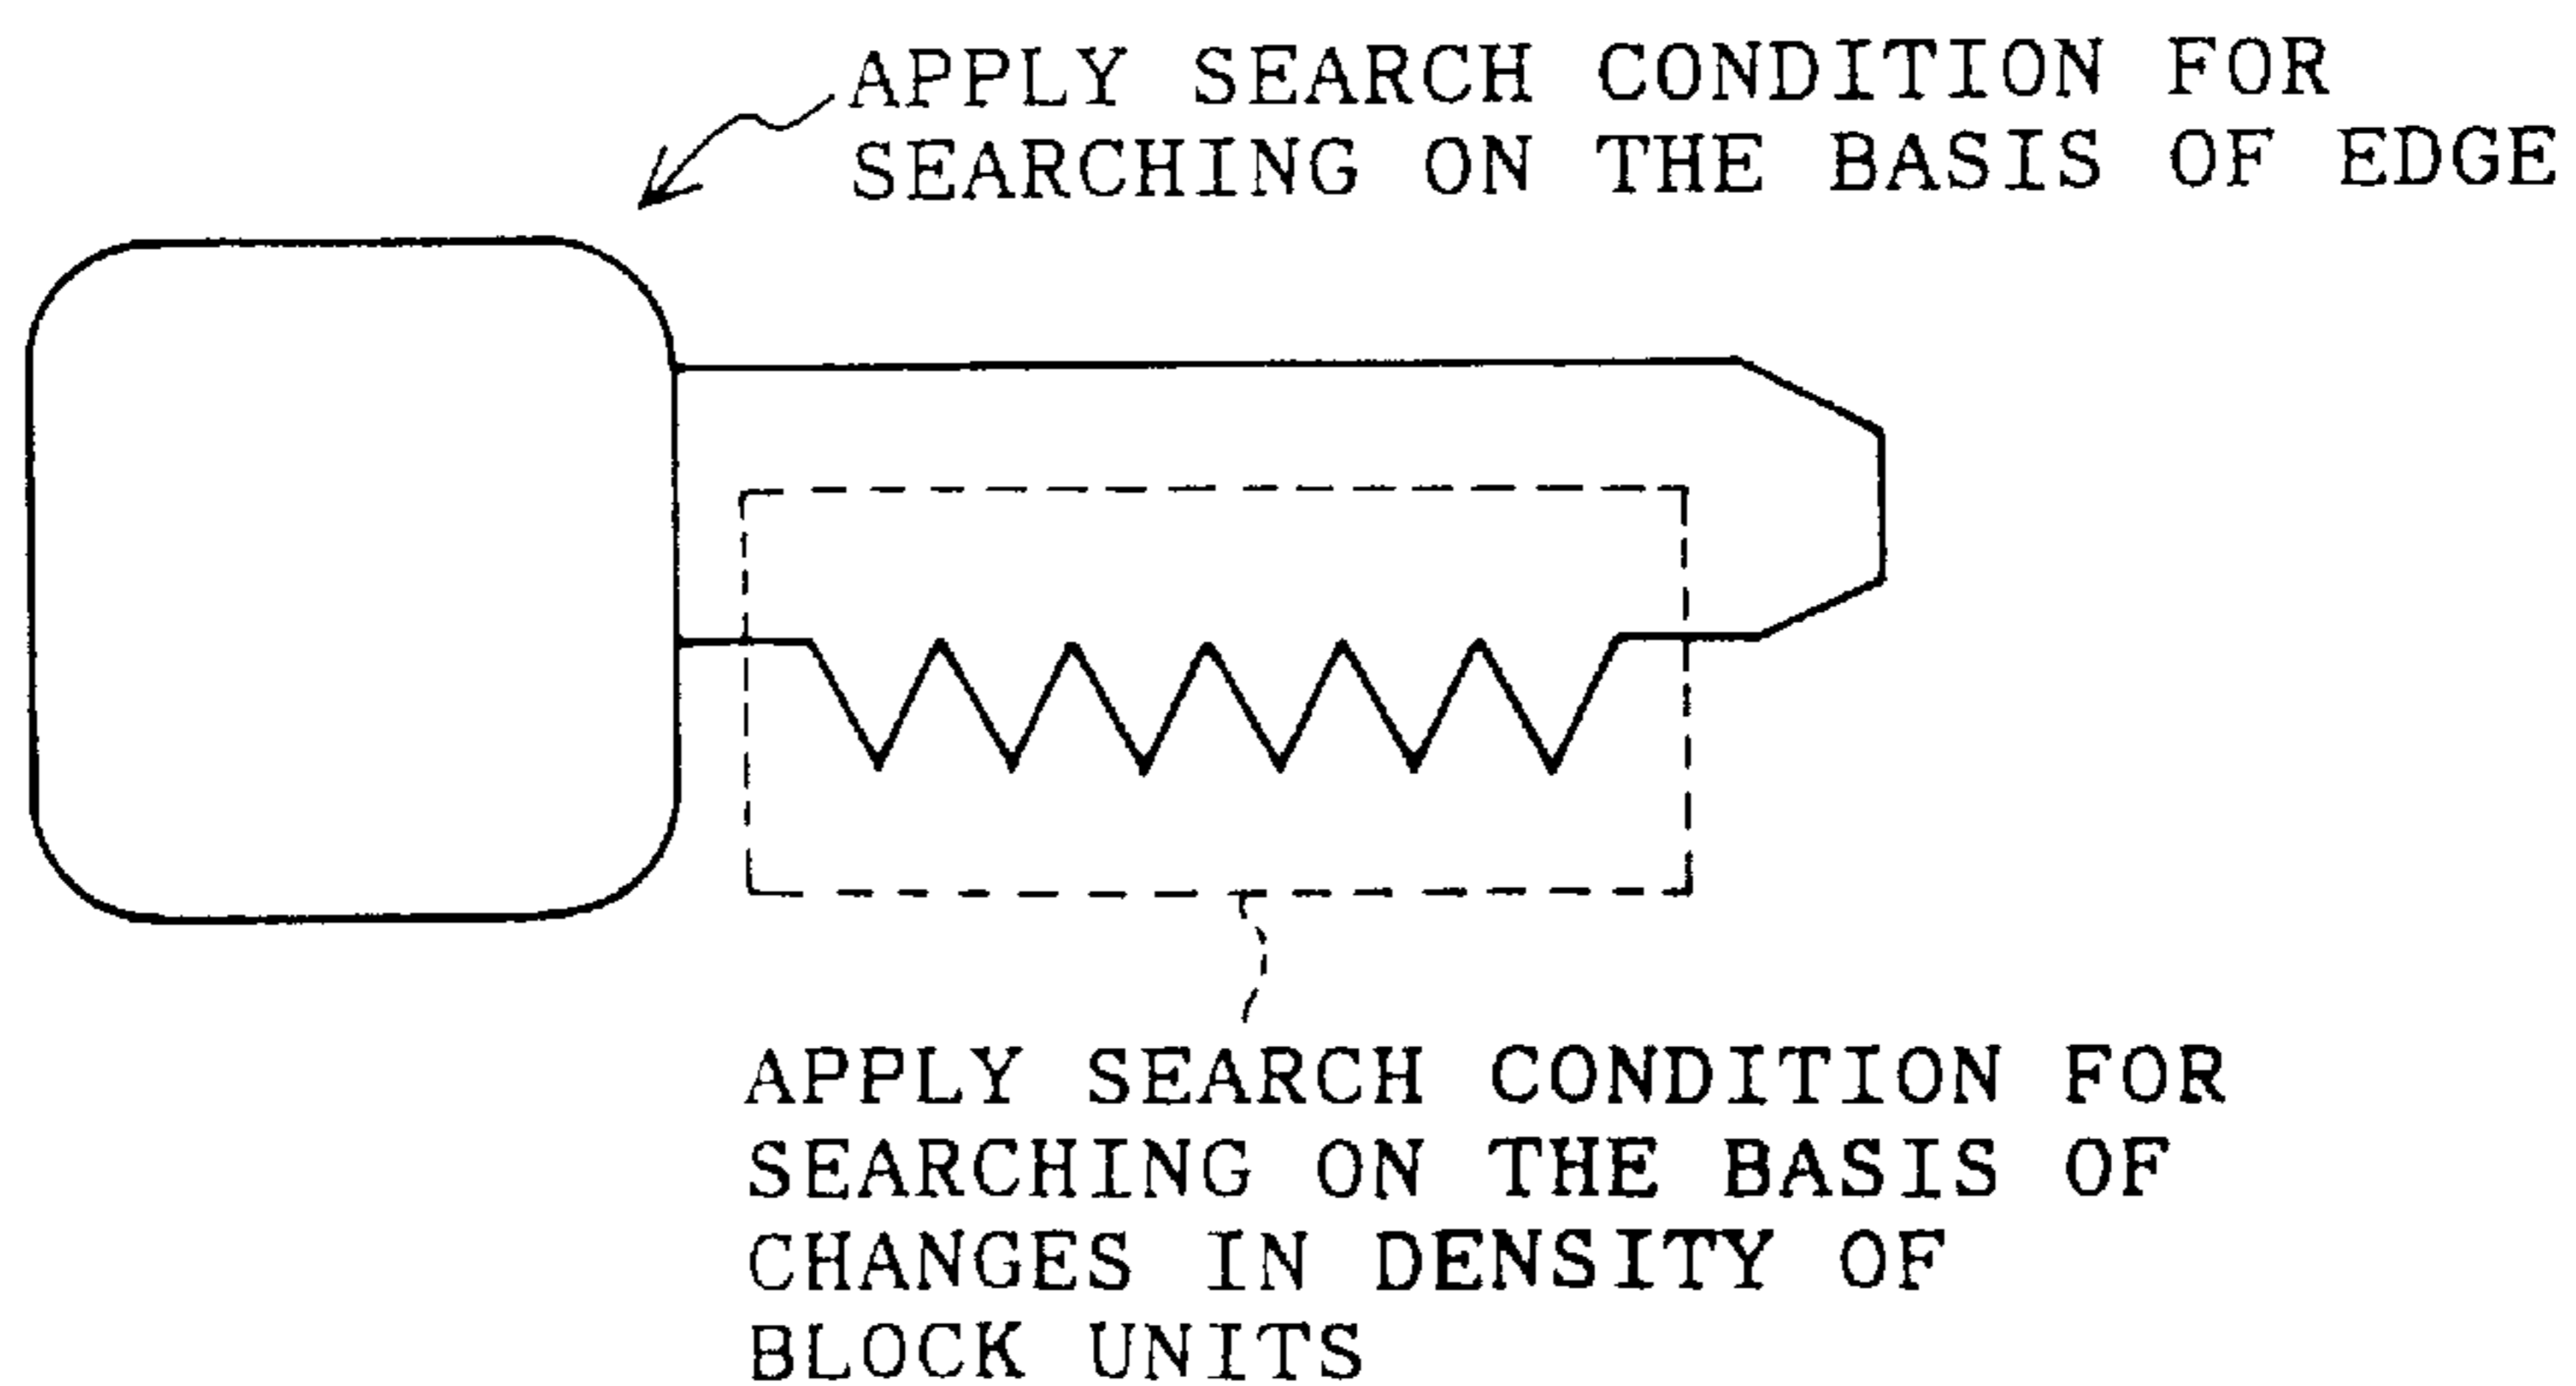 APPLY SEARCH CONDITION FOR
SEARCHING ON THE BASIS OF EDGE
APPLY SEARCH CONDITION FOR
SEARCHING ON THE BASIS OF
CHANGES IN DENSITY OF
BLOCK UNITS